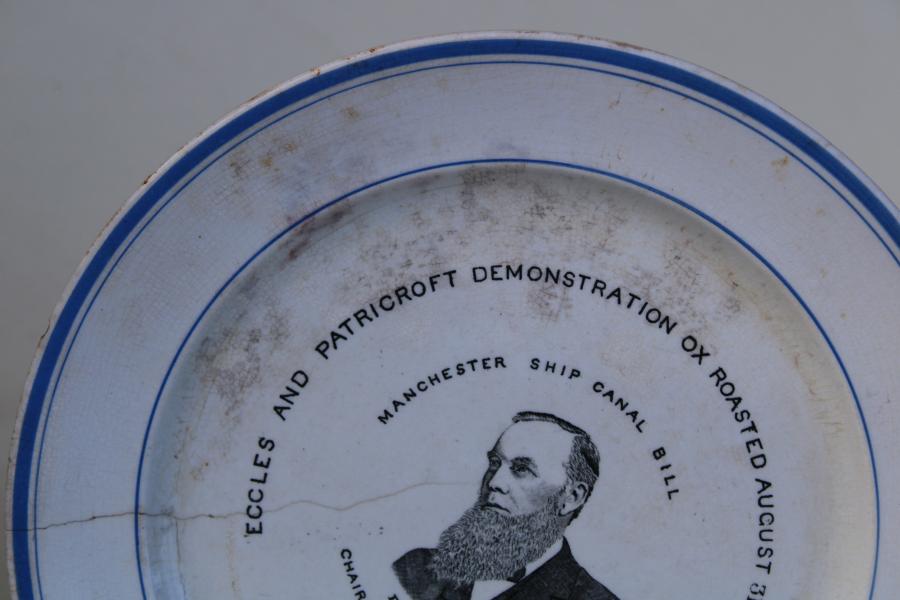 ECCLES AND PATRICROFT DEMONSTRATION OX ROASTED AUGUST
MANCHESTER SHIP CANAL BILL